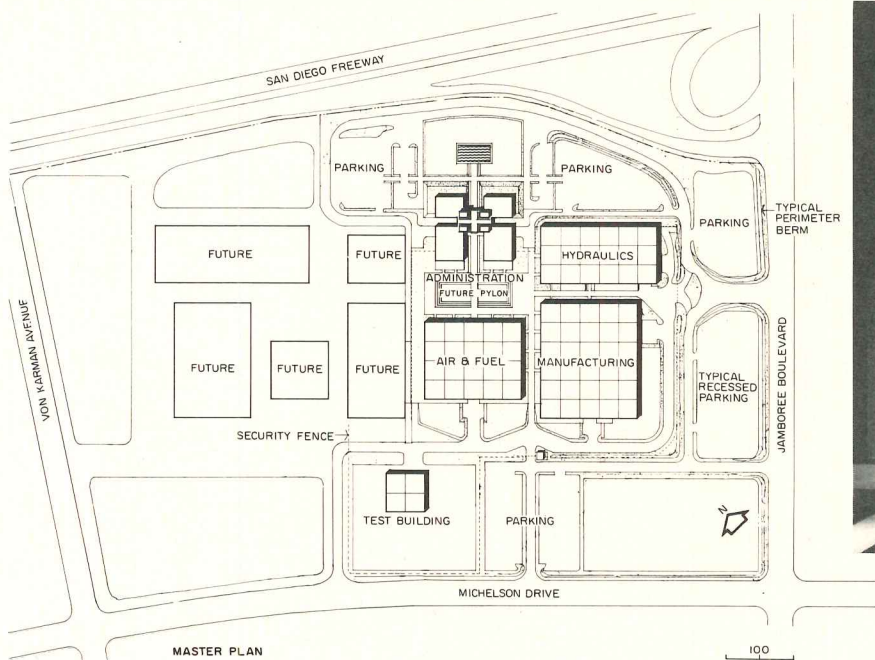 SAN DIEGO FREEWAY
PARKING
PARKING
PARKING
TYPICAL
PERIMETER
BERM
FUTURE
FUTURE
HYDRAULICS
ADMINISTRATION
FUTURE PYLON
VON KARMAN AVENUE
FUTURE
FUTURE
FUTURE
AIR & FUEL
MANUFACTURING
TYPICAL
RECESSED
PARKING
JAMBOREE BOULEVARD
SECURITY FENCE
TEST BUILDING
PARKING
N
MICHELSON DRIVE
MASTER PLAN
100